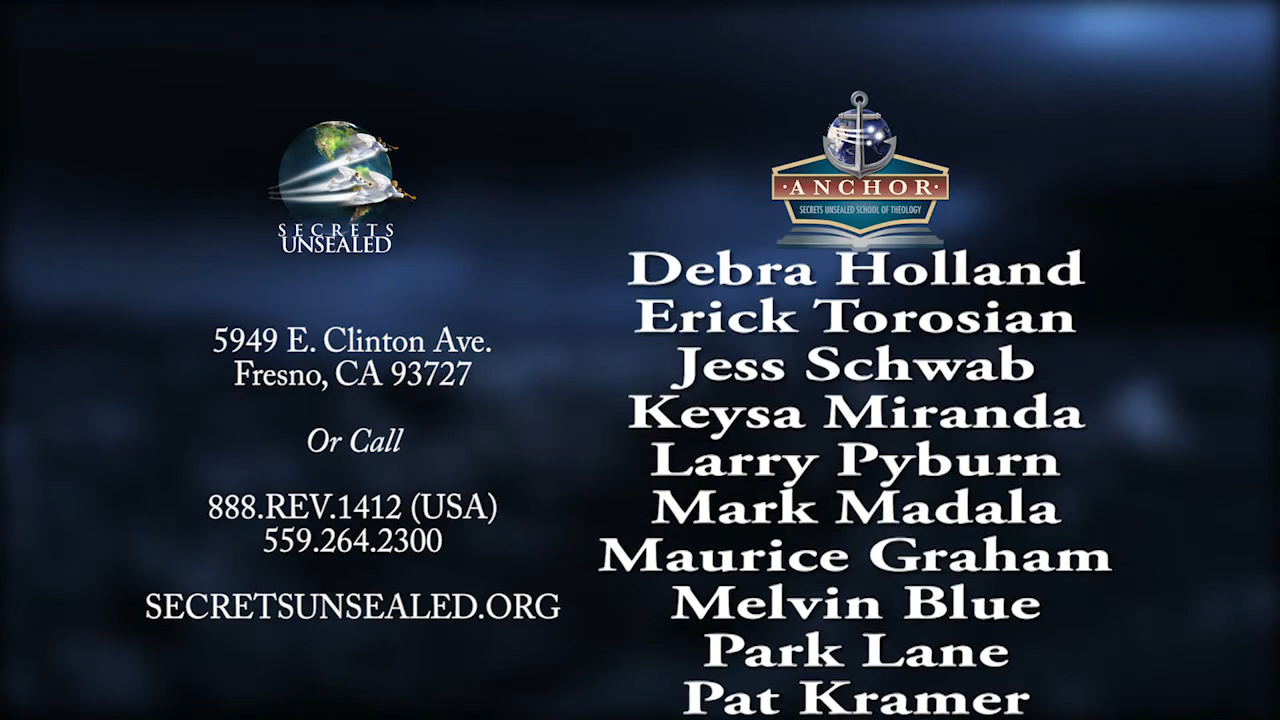 SECRETS
UNSEALED
5949 E. Clinton Ave.
Fresno, CA 93727
Or Call
888.REV.1412 (USA)
559.264.2300
SECRETSUNSEALED.ORG
·ANCHOR·
SECRETS UNSEALED SCHOOL OF THEOLOGY
Debra Holland
Erick Torosian
Jess Schwab
Keysa Miranda
Larry Pyburn
Mark Madala
Maurice Graham
Melvin Blue
Park Lane
Pat Kramer